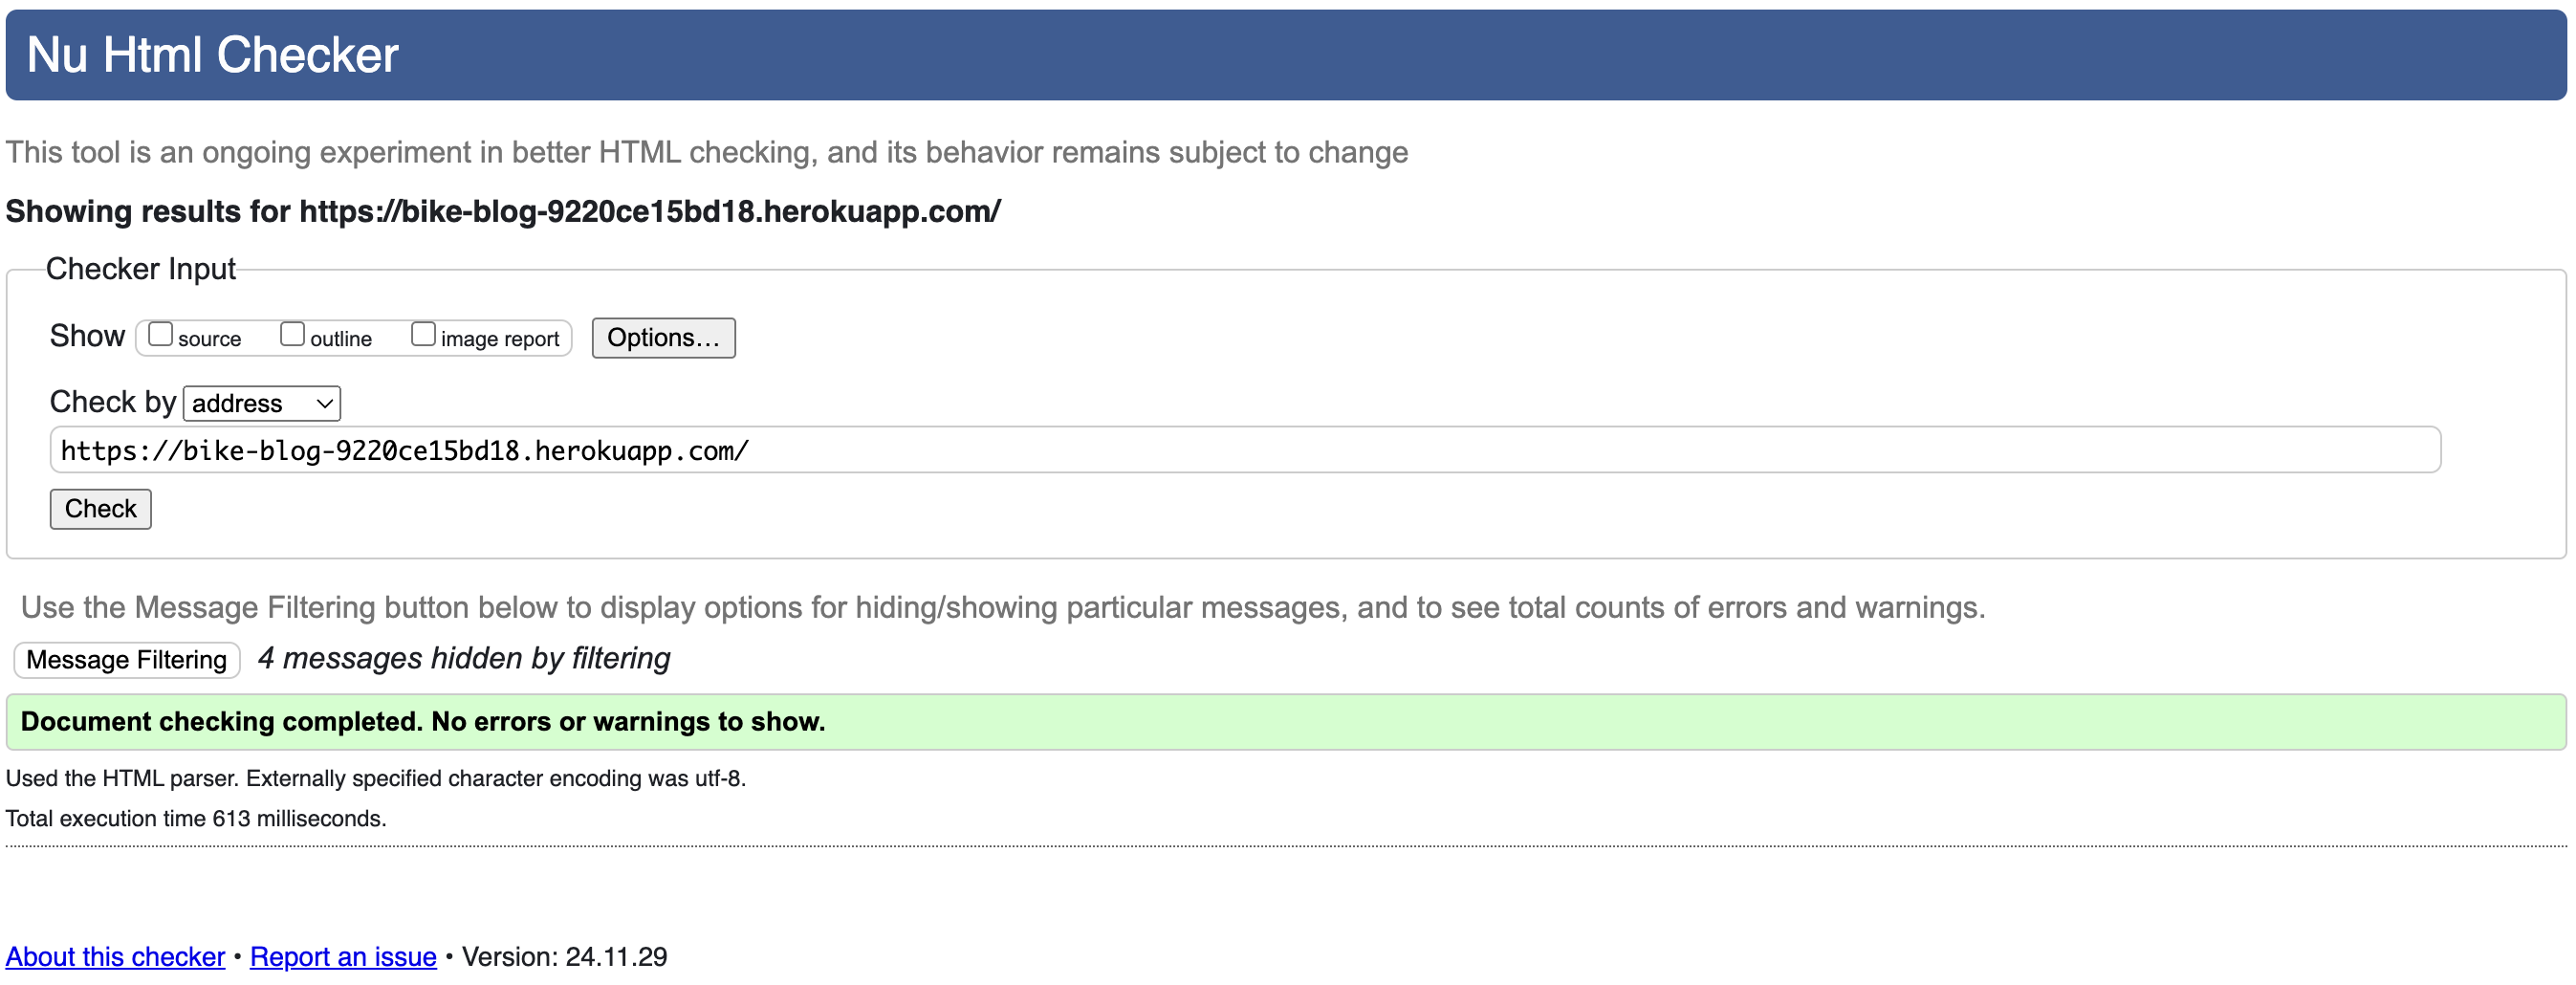 Nu Html Checker
This tool is an ongoing experiment in better HTML checking, and its behavior remains subject to change
Showing results for https://bike-blog-9220ce15bd18.herokuapp.com/
Checker Input
Show source outline image report Options…
Check by address
https://bike-blog-9220ce15bd18.herokuapp.com/
Check
Use the Message Filtering button below to display options for hiding/showing particular messages, and to see total counts of errors and warnings.
Message Filtering 4 messages hidden by filtering
Document checking completed. No errors or warnings to show.
Used the HTML parser. Externally specified character encoding was utf-8.
Total execution time 613 milliseconds.
About this checker • Report an issue • Version: 24.11.29